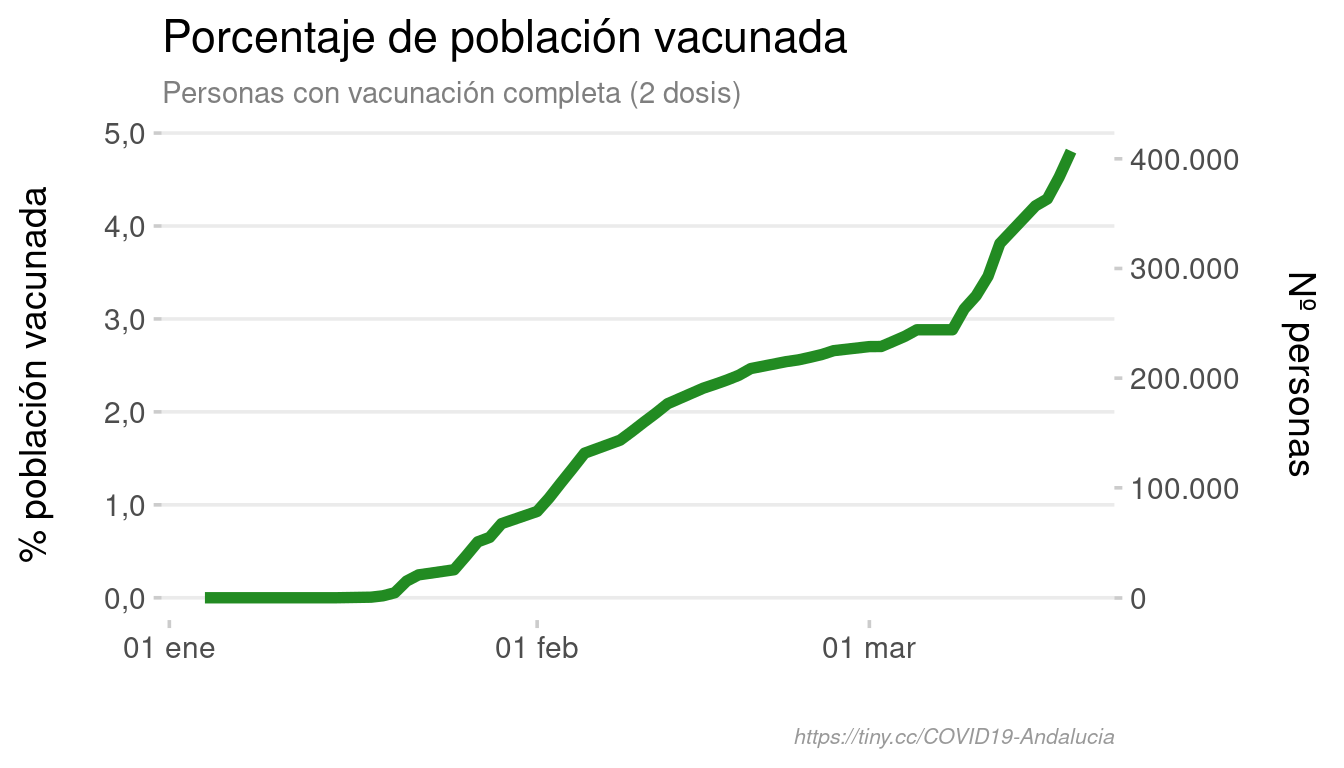 Porcentaje de población vacunada
Personas con vacunación completa (2 dosis)
% población vacunada
5,0
4,0
3,0
2,0
1,0
0,0
400.000
300.000
200.000
100.000
0
Nº personas
01 ene
01 feb
01 mar
https://tiny.cc/COVID19-Andalucia